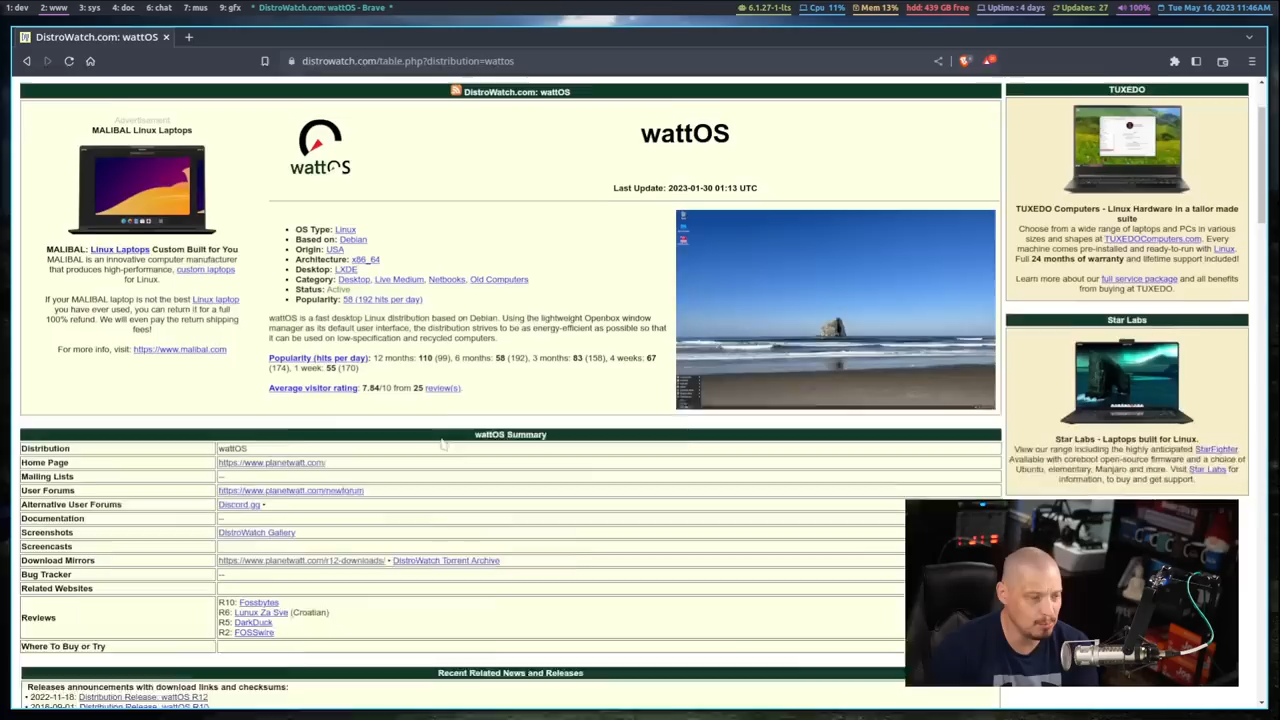 1: dev 2: www 3: sys 4: doc 6: chat 7: mus 9: gfx * DistroWatch.com: wattOS - Brave *
6.1.27-1-lts Cpu 11% Mem 13% hdd: 439 GB free Uptime : 4 days Updates: 27 100% Tue May 16, 2023 11:46AM
DistroWatch.com: wattOS
distrowatch.com/table.php?distribution=wattos
DistroWatch.com: wattOS
Advertisement
MALIBAL Linux Laptops
MALIBAL: Linux Laptops Custom Built for You
MALIBAL is an innovative computer manufacturer
that produces high-performance, custom laptops
for Linux.
If your MALIBAL laptop is not the best Linux laptop
you have ever used, you can return it for a full
100% refund. We will even pay the return shipping
fees!
For more info, visit: https://www.malibal.com
wattOS
wattOS
Last Update: 2023-01-30 01:13 UTC
• OS Type: Linux
• Based on: Debian
• Origin: USA
• Architecture: x86_64
• Desktop: LXDE
• Category: Desktop, Live Medium, Netbooks, Old Computers
• Status: Active
• Popularity: 58 (192 hits per day)
wattOS is a fast desktop Linux distribution based on Debian. Using the lightweight Openbox window
manager as its default user interface, the distribution strives to be as energy-efficient as possible so that
it can be used on low-specification and recycled computers.
Popularity (hits per day): 12 months: 110 (99), 6 months: 58 (192), 3 months: 83 (158), 4 weeks: 67
(174), 1 week: 55 (170)
Average visitor rating: 7.84/10 from 25 review(s).
TUXEDO
TUXEDO Computers - Linux Hardware in a tailor made
suite
Choose from a wide range of laptops and PCs in various
sizes and shapes at TUXEDOComputers.com. Every
machine comes pre-installed and ready-to-run with Linux.
Full 24 months of warranty and lifetime support included!
Learn more about our full service package and all benefits
from buying at TUXEDO.
Star Labs
Star Labs - Laptops built for Linux.
View our range including the highly anticipated StarFighter.
Available with coreboot open-source firmware and a choice of
Ubuntu, elementary, Manjaro and more. Visit Star Labs for
information, to buy and get support.
wattOS Summary
Distribution wattOS
Home Page https://www.planetwatt.com/
Mailing Lists --
User Forums https://www.planetwatt.com/newforum
Alternative User Forums Discord.gg •
Documentation --
Screenshots DistroWatch Gallery
Screencasts
Download Mirrors https://www.planetwatt.com/r12-downloads/ • DistroWatch Torrent Archive
Bug Tracker --
Related Websites
Reviews
R10: Fossbytes
R6: Lunux Za Sve (Croatian)
R5: DarkDuck
R2: FOSSwire
Where To Buy or Try
Recent Related News and Releases
Releases announcements with download links and checksums:
• 2022-11-18: Distribution Release: wattOS R12
• 2016-09-01: Distribution Release: wattOS R10